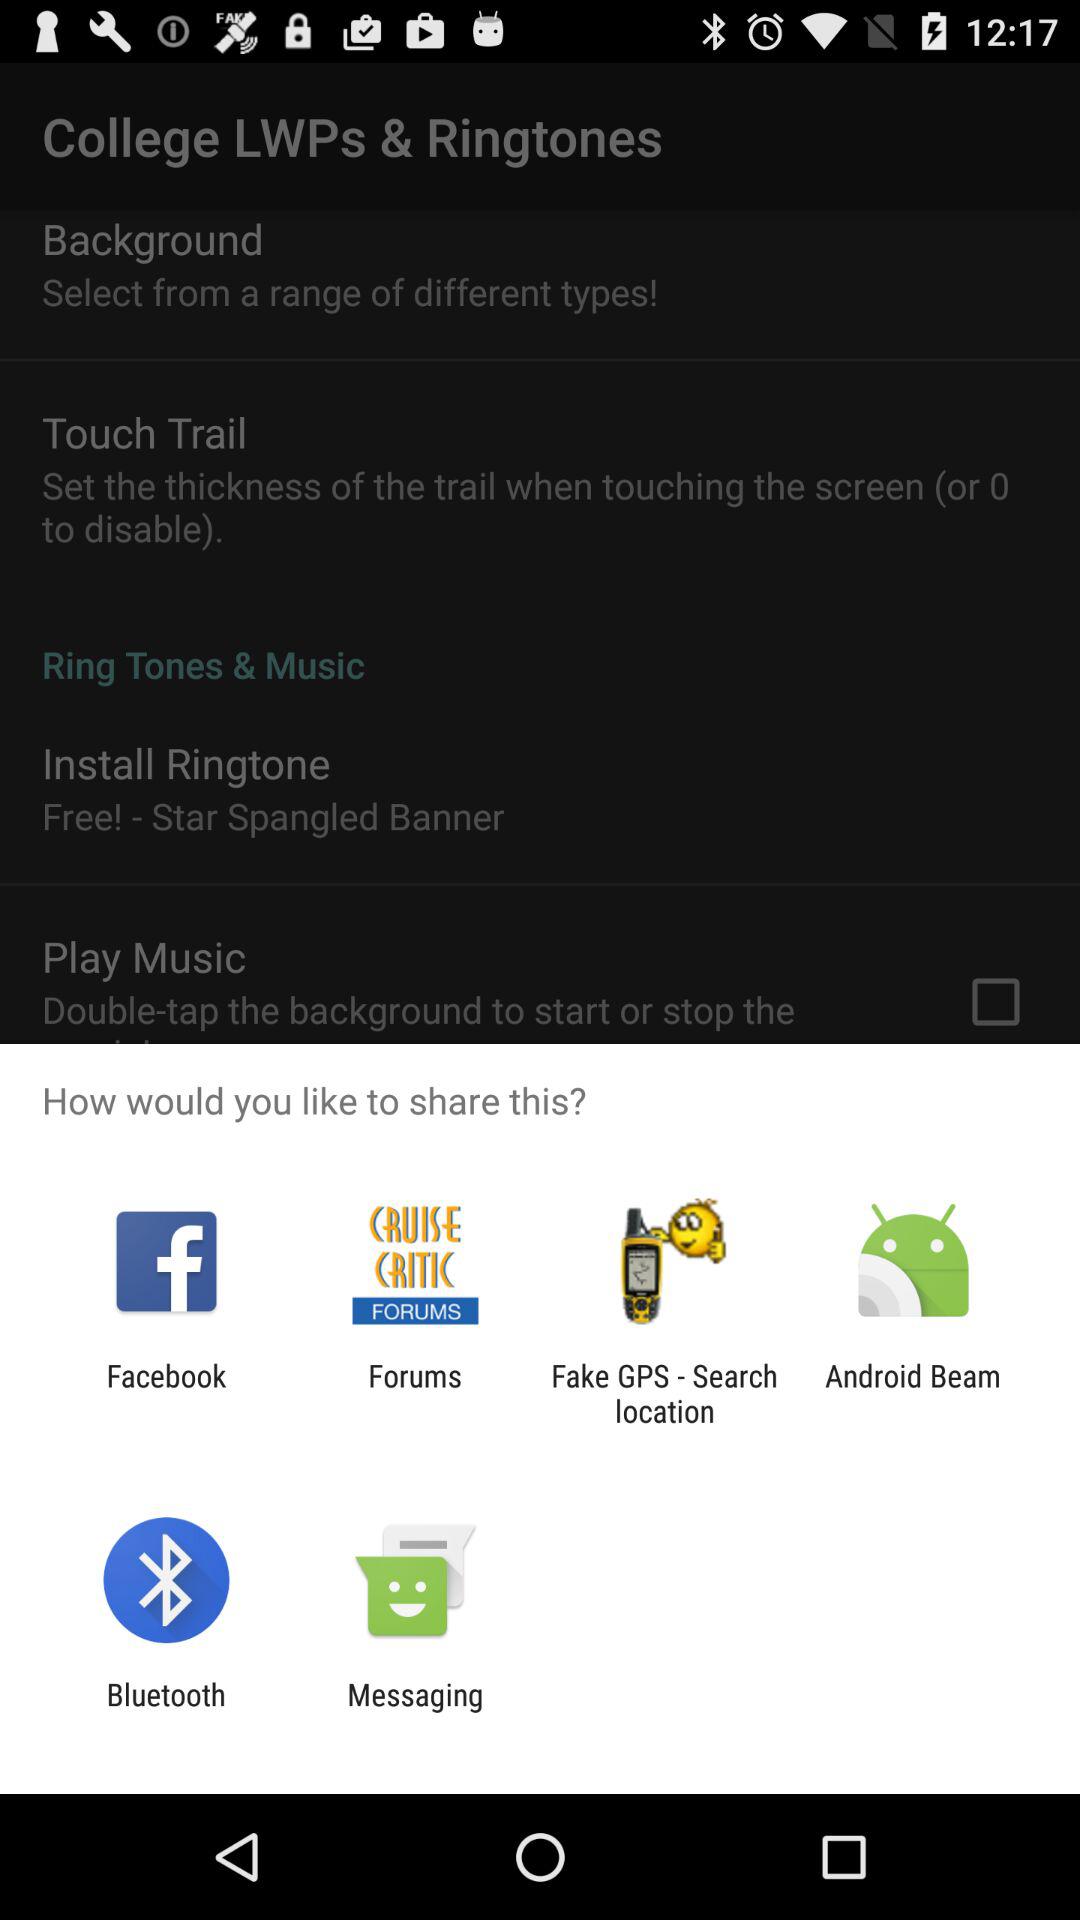 FAKE
12:17
College LWPs & Ringtones
Background
Select from a range of different types!
Touch Trail
Set the thickness of the trail when touching the screen (or 0
to disable).
Ring Tones & Music
Install Ringtone
Free! - Star Spangled Banner
Play Music
Double-tap the background to start or stop the
How would you like to share this?
CRUISE
CRITIC
FORUMS
Facebook
Forums
Fake GPS - Search
location
Android Beam
Bluetooth
Messaging